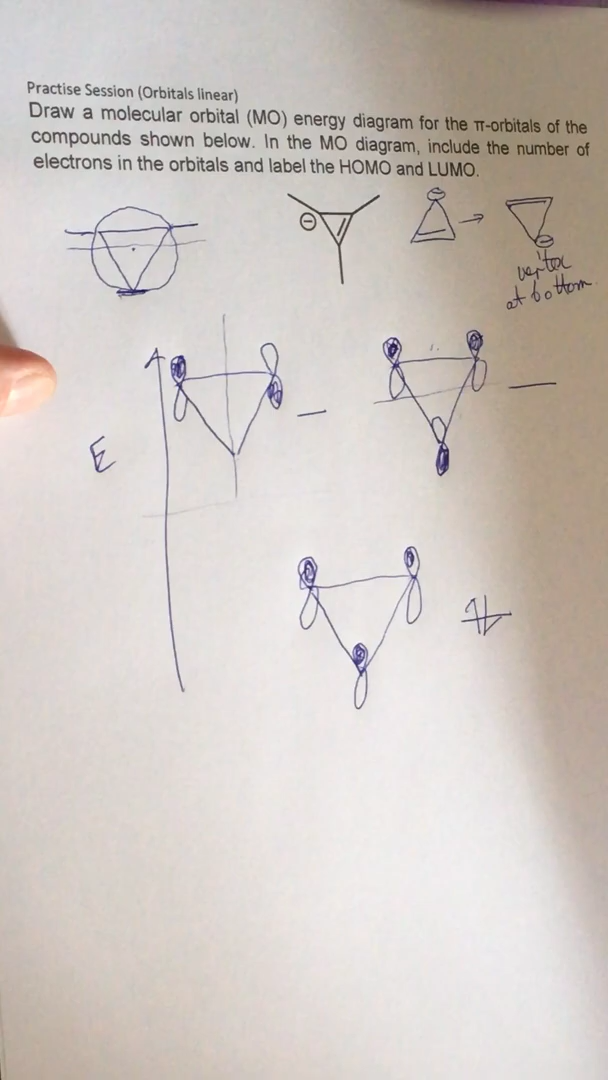 Practise Session (Orbitals linear)
Draw a molecular orbital (MO) energy diagram for the π-orbitals of the
compounds shown below. In the MO diagram, include the number of
electrons in the orbitals and label the HOMO and LUMO.
vertex
at bottom
E